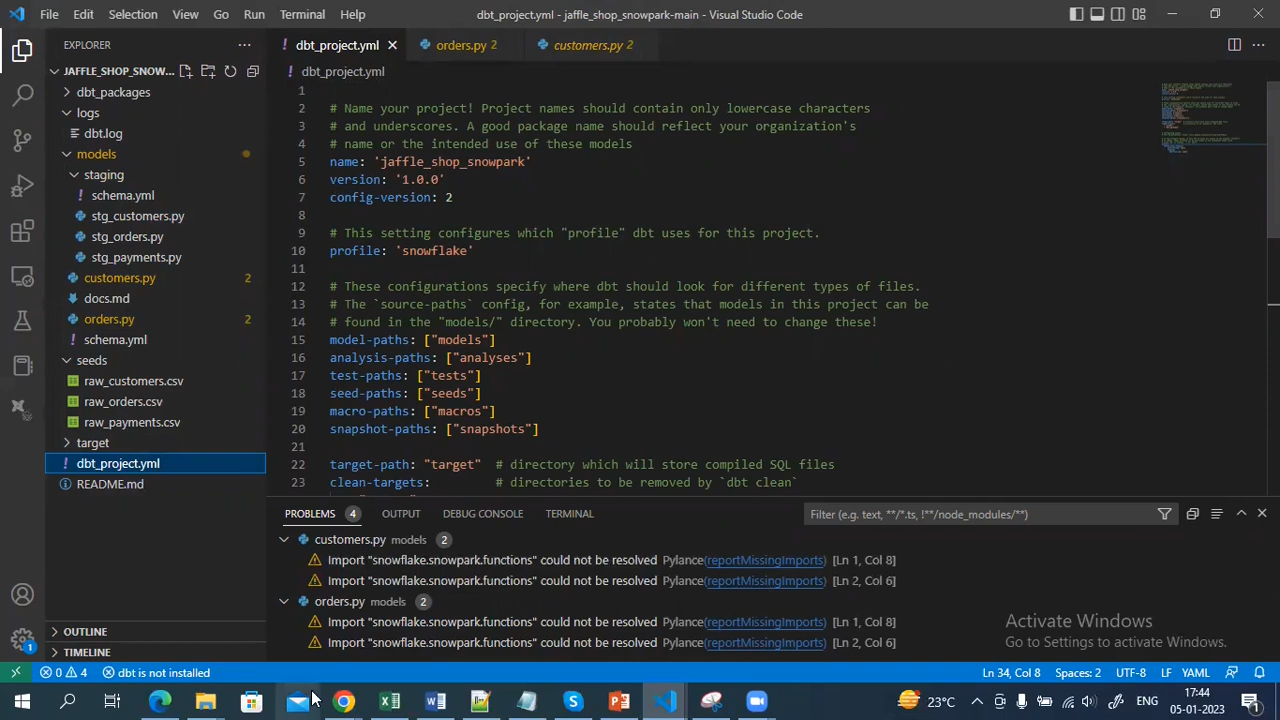 File Edit Selection View Go Run Terminal Help
dbt_project.yml - jaffle_shop_snowpark-main - Visual Studio Code
EXPLORER
JAFFLE_SHOP_SNOW...
dbt_packages
logs
dbt.log
models
staging
schema.yml
stg_customers.py
stg_orders.py
stg_payments.py
customers.py 2
docs.md
orders.py 2
schema.yml
seeds
raw_customers.csv
raw_orders.csv
raw_payments.csv
target
dbt_project.yml
README.md
OUTLINE
TIMELINE
dbt_project.yml
orders.py 2
customers.py 2
dbt_project.yml
1
2 # Name your project! Project names should contain only lowercase characters
3 # and underscores. A good package name should reflect your organization's
4 # name or the intended use of these models
5 name: 'jaffle_shop_snowpark'
6 version: '1.0.0'
7 config-version: 2
8
9 # This setting configures which "profile" dbt uses for this project.
10 profile: 'snowflake'
11
12 # These configurations specify where dbt should look for different types of files.
13 # The `source-paths` config, for example, states that models in this project can be
14 # found in the "models/" directory. You probably won't need to change these!
15 model-paths: ["models"]
16 analysis-paths: ["analyses"]
17 test-paths: ["tests"]
18 seed-paths: ["seeds"]
19 macro-paths: ["macros"]
20 snapshot-paths: ["snapshots"]
21
22 target-path: "target" # directory which will store compiled SQL files
23 clean-targets: # directories to be removed by `dbt clean`
PROBLEMS 4 OUTPUT DEBUG CONSOLE TERMINAL
Filter (e.g. text, **/*.ts, !**/node_modules/**)
customers.py models 2
Import "snowflake.snowpark.functions" could not be resolved Pylance(reportMissingImports) [Ln 1, Col 8]
Import "snowflake.snowpark.functions" could not be resolved Pylance(reportMissingImports) [Ln 2, Col 6]
orders.py models 2
Import "snowflake.snowpark.functions" could not be resolved Pylance(reportMissingImports) [Ln 1, Col 8]
Import "snowflake.snowpark.functions" could not be resolved Pylance(reportMissingImports) [Ln 2, Col 6]
Activate Windows
Go to Settings to activate Windows.
1
0 4 dbt is not installed
Ln 34, Col 8 Spaces: 2 UTF-8 LF YAML
23°C
ENG
17:44
05-01-2023
1